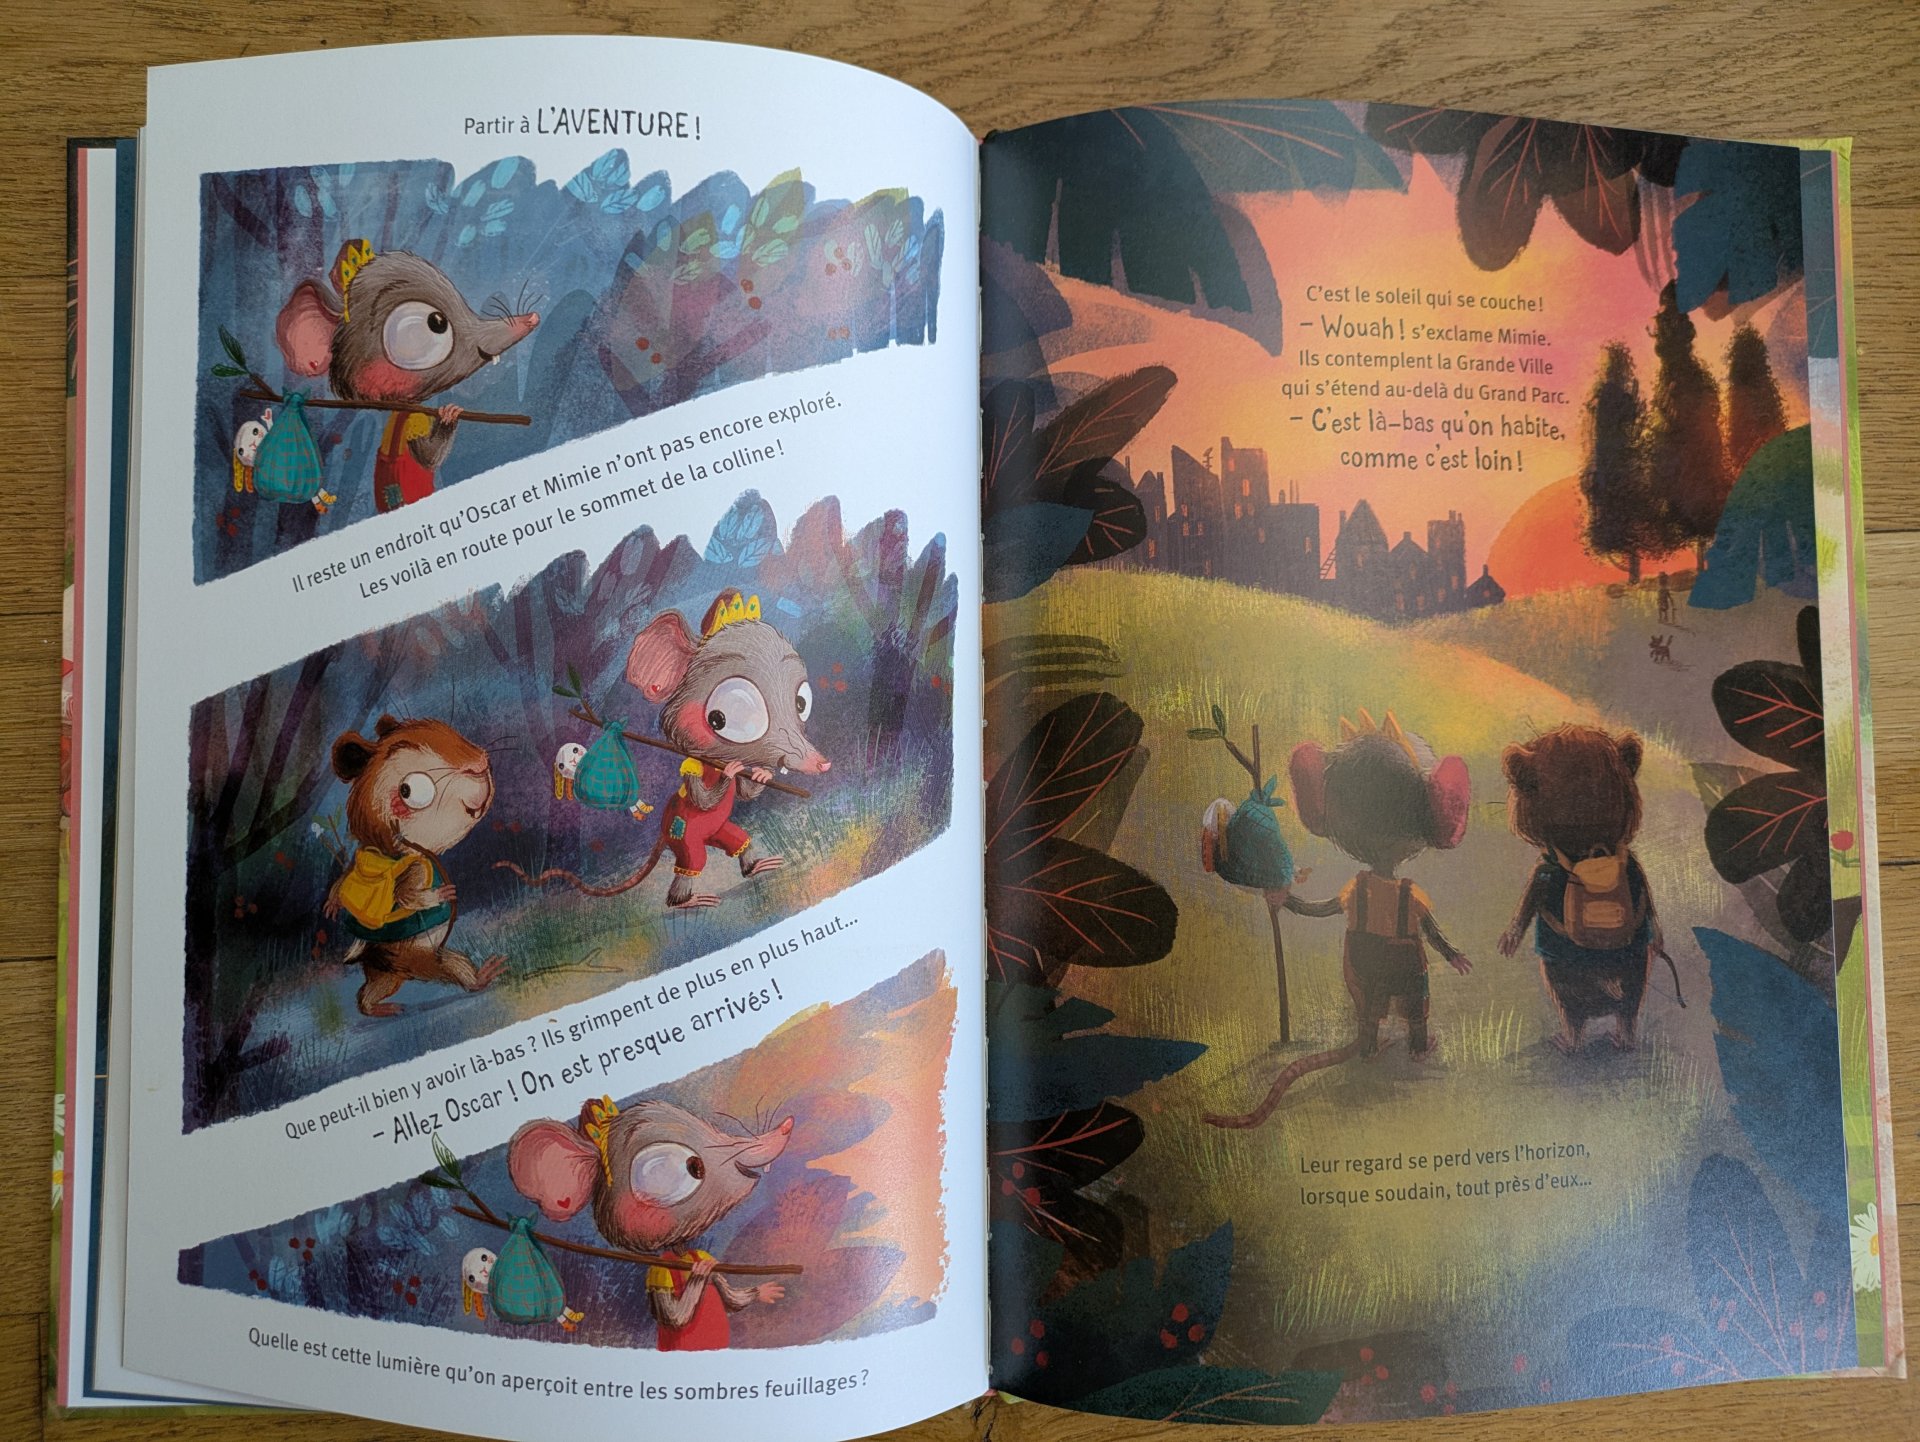 Partir à L'AVENTURE !
Il reste un endroit qu'Oscar et Mimie n'ont pas encore exploré.
Les voilà en route pour le sommet de la colline !
Que peut-il bien y avoir là-bas ? Ils grimpent de plus en plus haut...
– Allez Oscar ! On est presque arrivés !
Quelle est cette lumière qu'on aperçoit entre les sombres feuillages ?
C'est le soleil qui se couche !
– Wouah ! s'exclame Mimie.
Ils contemplent la Grande Ville
qui s'étend au-delà du Grand Parc.
– C'est là-bas qu'on habite,
comme c'est loin !
Leur regard se perd vers l'horizon,
lorsque soudain, tout près d'eux...